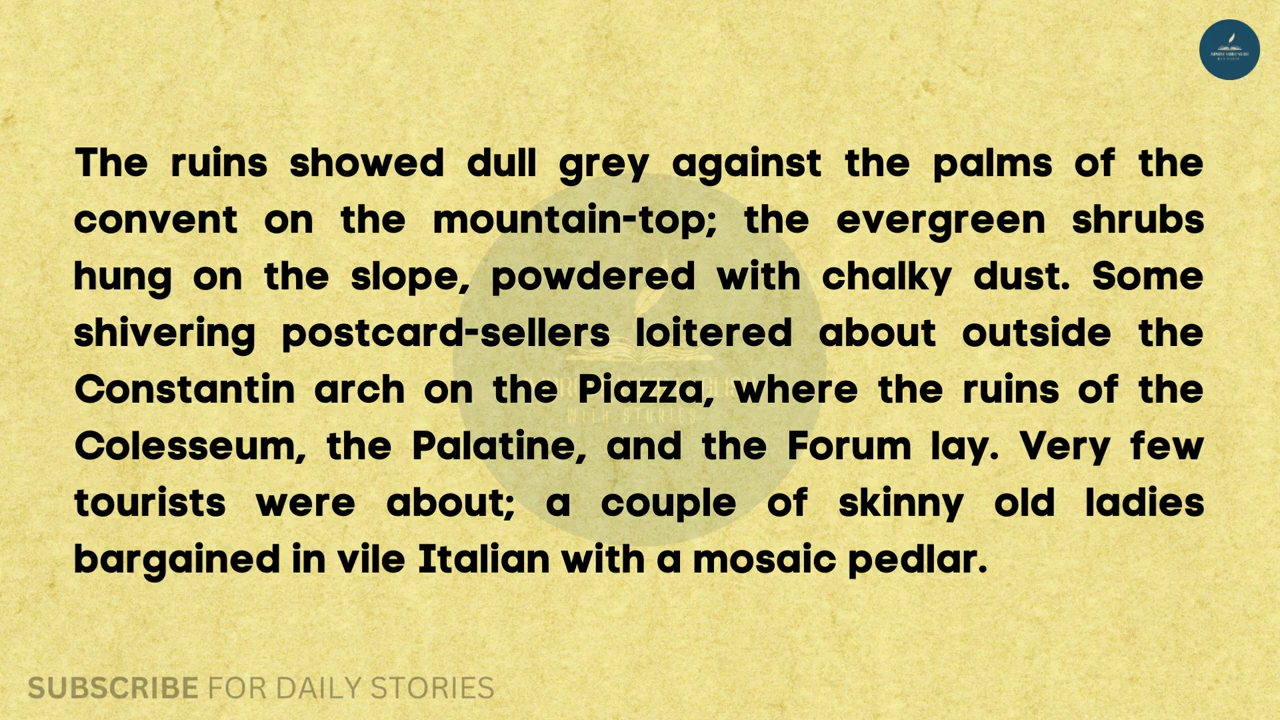 The ruins showed dull grey against the palms of the
convent on the mountain-top; the evergreen shrubs
hung on the slope, powdered with chalky dust. Some
shivering postcard-sellers loitered about outside the
Constantin arch on the Piazza, where the ruins of the
Colesseum, the Palatine, and the Forum lay. Very few
tourists were about; a couple of skinny old ladies
bargained in vile Italian with a mosaic pedlar.
WITH STORIES
SUBSCRIBE FOR DAILY STORIES